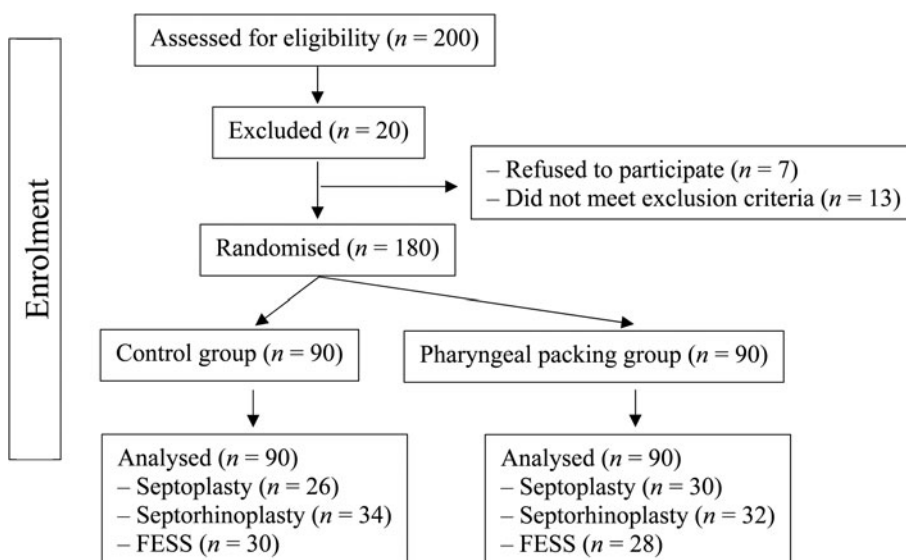 Enrolment
Assessed for eligibility (n = 200)
Excluded (n = 20)
– Refused to participate (n = 7)
– Did not meet exclusion criteria (n = 13)
Randomised (n = 180)
Control group (n = 90)
Pharyngeal packing group (n = 90)
Analysed (n = 90)
– Septoplasty (n = 26)
– Septorhinoplasty (n = 34)
– FESS (n = 30)
Analysed (n = 90)
– Septoplasty (n = 30)
– Septorhinoplasty (n = 32)
– FESS (n = 28)